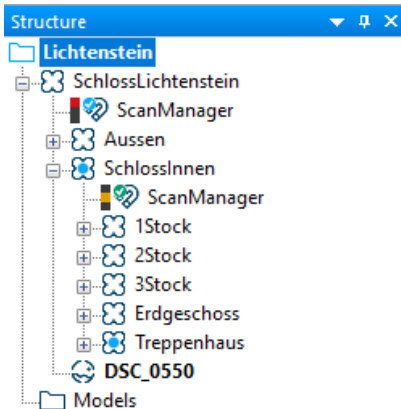 Structure
Lichtenstein
SchlossLichtenstein
ScanManager
Aussen
SchlossInnen
ScanManager
1Stock
2Stock
3Stock
Erdgeschoss
Treppenhaus
DSC_0550
Models